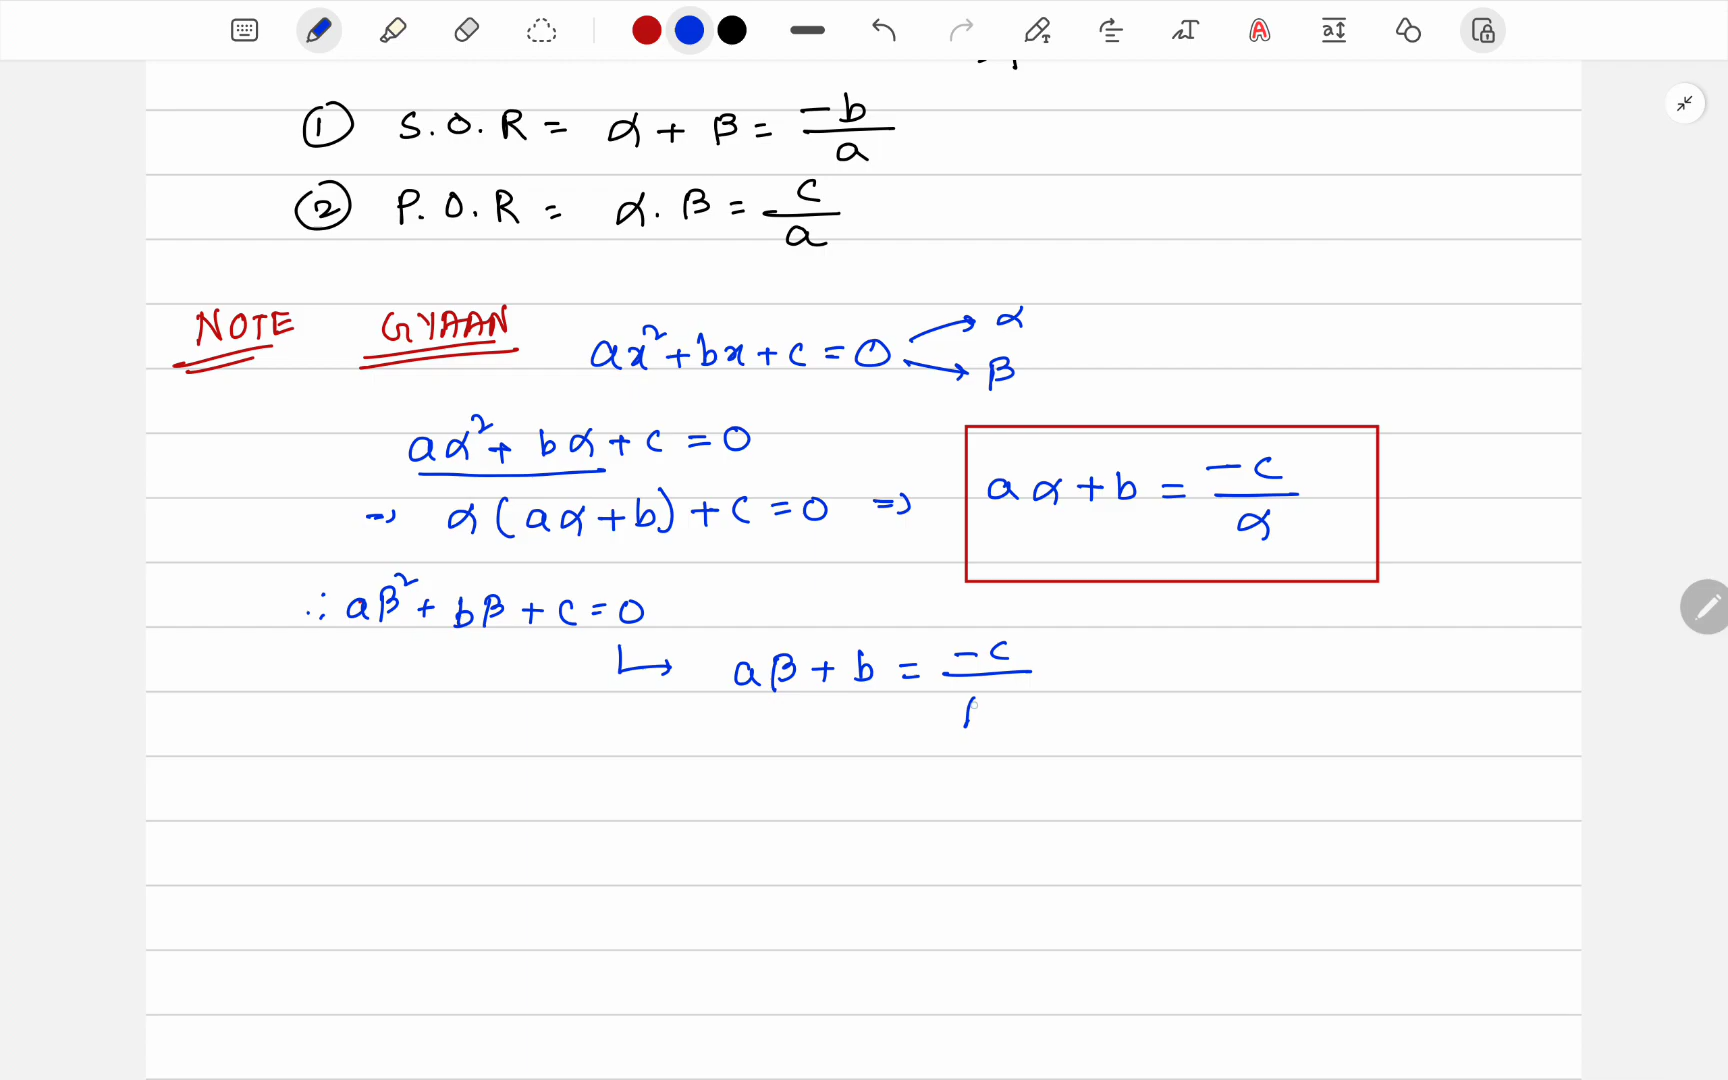 ① S.O.R = α + β = -b/a
② P.O.R = α . β = c/a
NOTE GYAAN ax² + bx + c = 0 → α → β
aα² + bα + c = 0
⇒ α(aα + b) + c = 0 ⇒ aα + b = -c/α
∴ aβ² + bβ + c = 0
↳ aβ + b = -c/